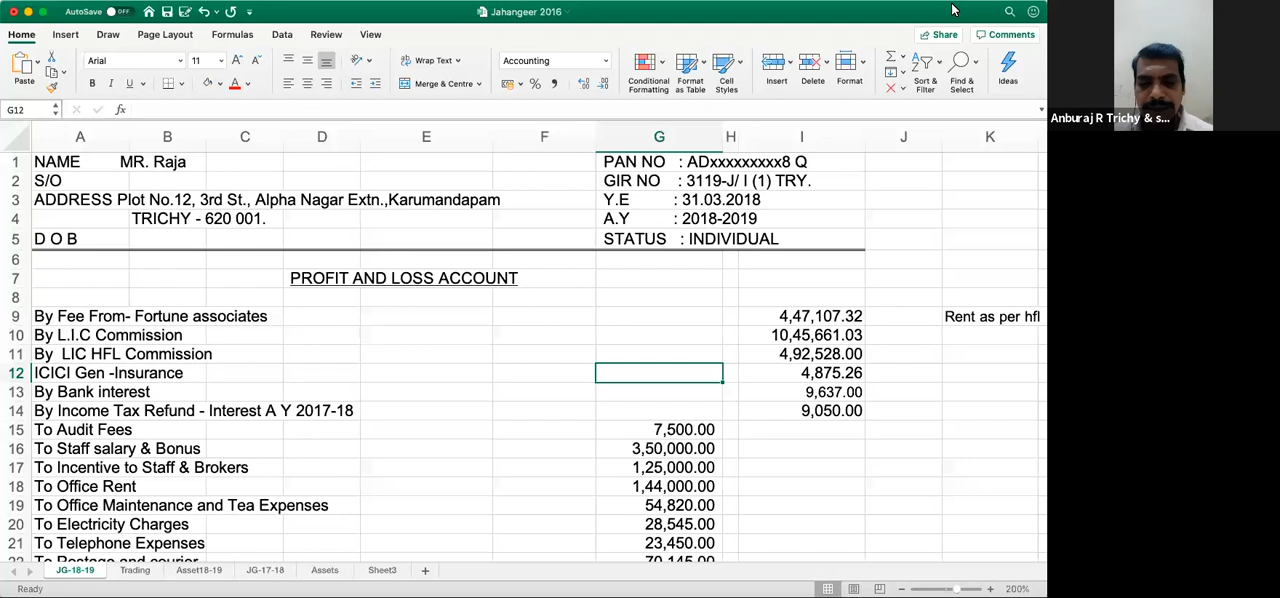 AutoSave OFF Jahangeer 2016
Home Insert Draw Page Layout Formulas Data Review View Share Comments
Paste Arial 11 A A Wrap Text Accounting
B I U A Merge & Centre % Conditional Formatting Format as Table Cell Styles Insert Delete Format Sort & Filter Find & Select Ideas
Anburaj R Trichy & s...
G12 fx
A B C D E F G H I J K
1 NAME MR. Raja PAN NO : ADxxxxxxxxx8 Q
2 S/O GIR NO : 3119-J/ I (1) TRY.
3 ADDRESS Plot No.12, 3rd St., Alpha Nagar Extn.,Karumandapam Y.E : 31.03.2018
4 TRICHY - 620 001. A.Y : 2018-2019
5 D O B STATUS : INDIVIDUAL
6
7 PROFIT AND LOSS ACCOUNT
8
9 By Fee From- Fortune associates 4,47,107.32 Rent as per hfl
10 By L.I.C Commission 10,45,661.03
11 By LIC HFL Commission 4,92,528.00
12 ICICI Gen -Insurance 4,875.26
13 By Bank interest 9,637.00
14 By Income Tax Refund - Interest A Y 2017-18 9,050.00
15 To Audit Fees 7,500.00
16 To Staff salary & Bonus 3,50,000.00
17 To Incentive to Staff & Brokers 1,25,000.00
18 To Office Rent 1,44,000.00
19 To Office Maintenance and Tea Expenses 54,820.00
20 To Electricity Charges 28,545.00
21 To Telephone Expenses 23,450.00
22 To Postage and courier 70,145.00
JG-18-19 Trading Asset18-19 JG-17-18 Assets Sheet3 +
Ready 200%